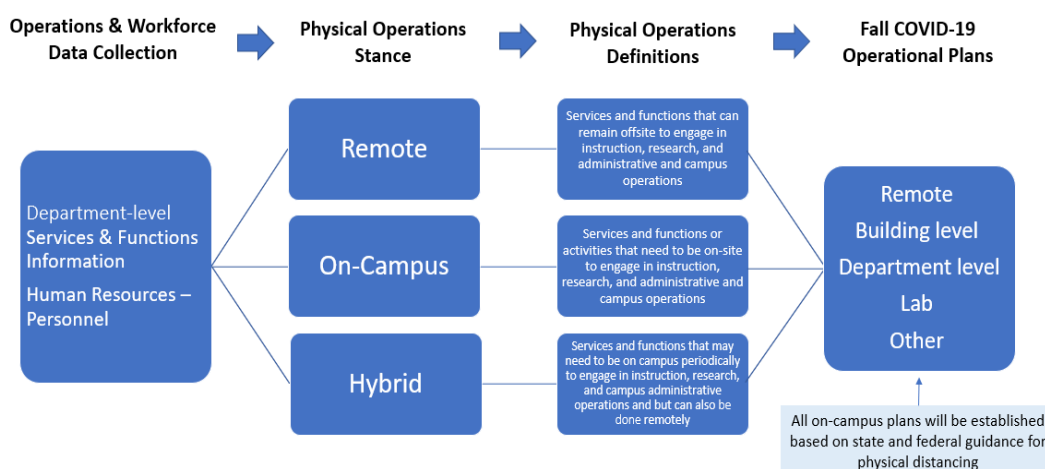 Operations & Workforce
Data Collection
Physical Operations
Stance
Physical Operations
Definitions
Fall COVID-19
Operational Plans
Department-level
Services & Functions
Information
Human Resources –
Personnel
Remote
On-Campus
Hybrid
Services and functions that can
remain offsite to engage in
instruction, research, and
administrative and campus
operations
Services and functions or
activities that need to be on-site
to engage in instruction,
research, and administrative and
campus operations
Services and functions that may
need to be on campus periodically
to engage in instruction, research,
and campus administrative
operations and but can also be
done remotely
Remote
Building level
Department level
Lab
Other
All on-campus plans will be established
based on state and federal guidance for
physical distancing